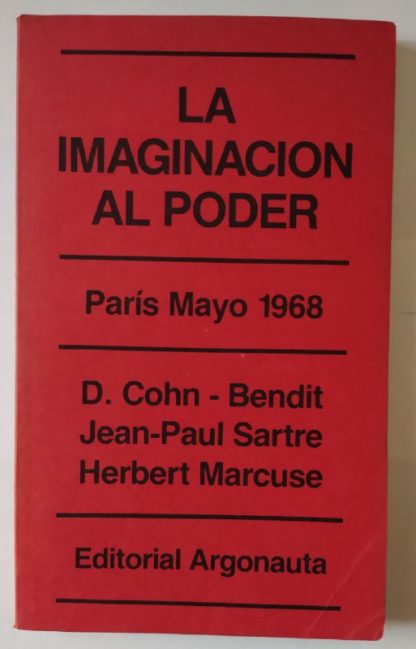 LA
IMAGINACION
AL PODER
París Mayo 1968
D. Cohn - Bendit
Jean-Paul Sartre
Herbert Marcuse
Editorial Argonauta